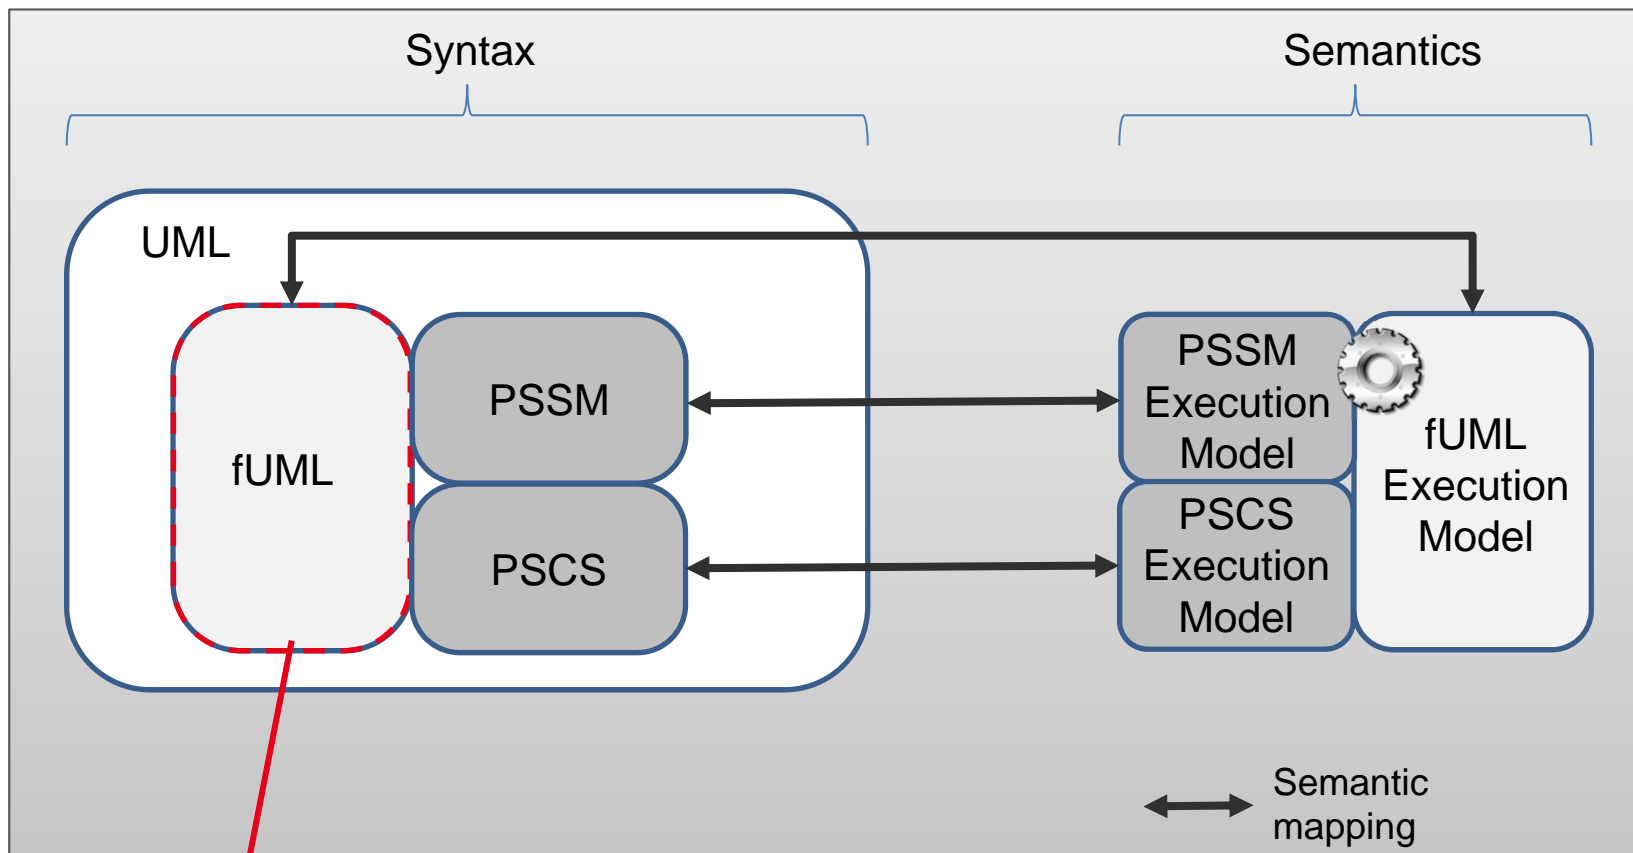 Syntax
Semantics
UML
fUML
PSSM
PSCS
PSSM
Execution
Model
PSCS
Execution
Model
fUML
Execution
Model
Semantic
mapping